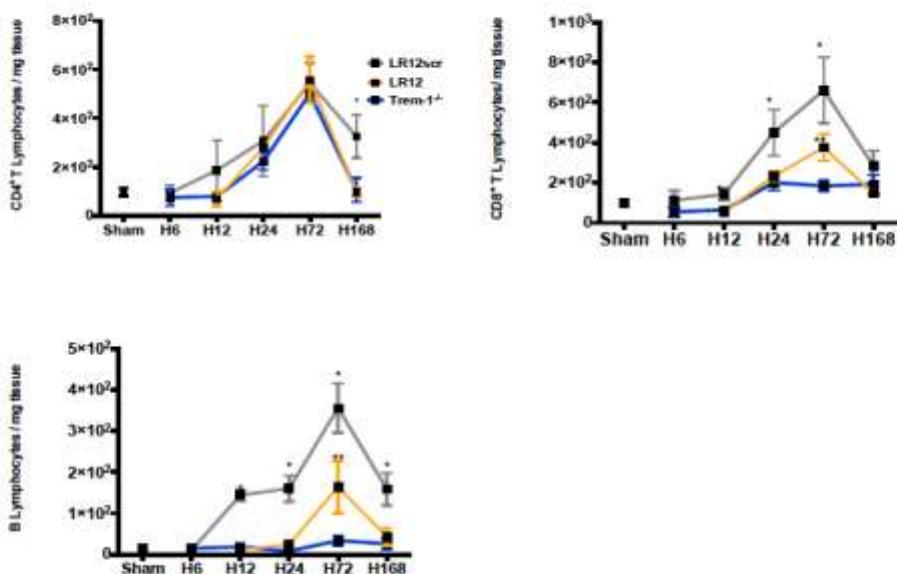 CD4⁺ T Lymphocytes / mg tissue
8×10²
6×10²
4×10²
2×10²
0
Sham H6 H12 H24 H72 H168
LR12scr
LR12
Trem-1⁻/⁻
*
CD8⁺ T Lymphocytes/ mg tissue
1×10³
8×10²
6×10²
4×10²
2×10²
0
Sham H6 H12 H24 H72 H168
*
*
**
B Lymphocytes / mg tissue
5×10²
4×10²
3×10²
2×10²
1×10²
0
Sham H6 H12 H24 H72 H168
*
*
*
**
*